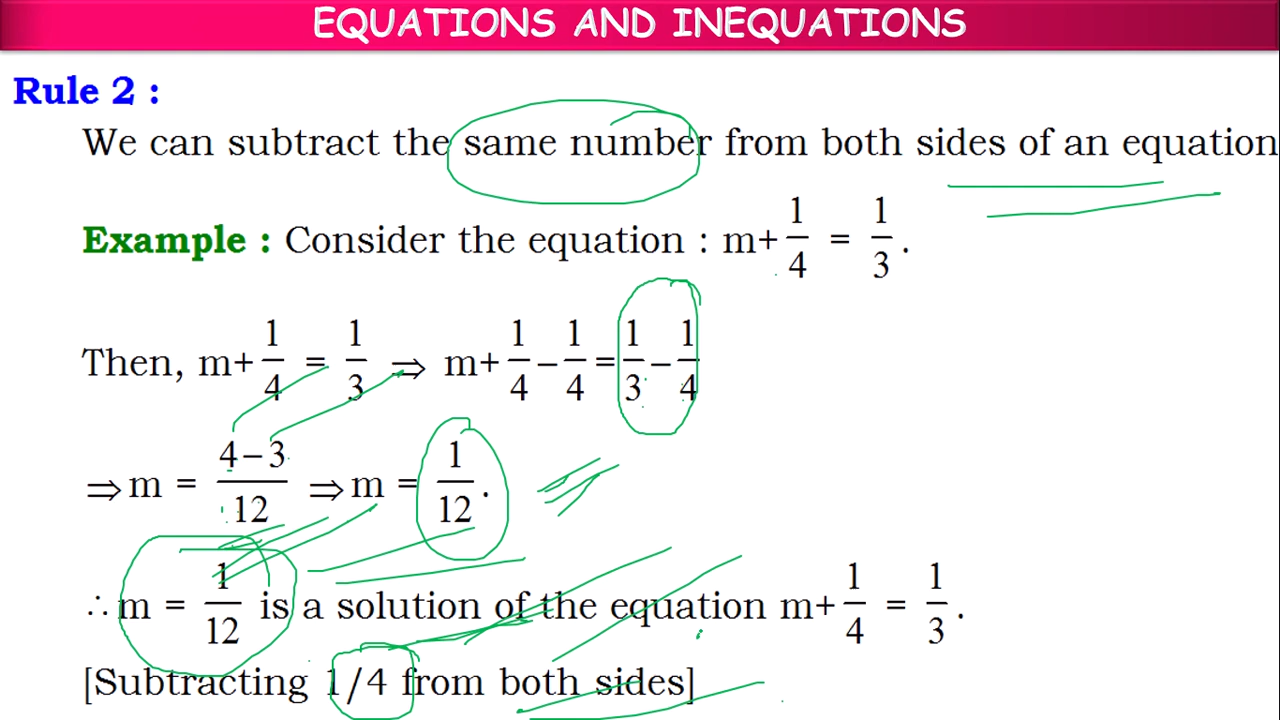 EQUATIONS AND INEQUATIONS
Rule 2 :
We can subtract the same number from both sides of an equation
Example : Consider the equation : m+1/4 = 1/3.
Then, m+1/4 = 1/3 ⇒ m+1/4−1/4=1/3−1/4
⇒m = 4−3/12 ⇒m = 1/12.
∴m = 1/12 is a solution of the equation m+1/4 = 1/3.
[Subtracting 1/4 from both sides]